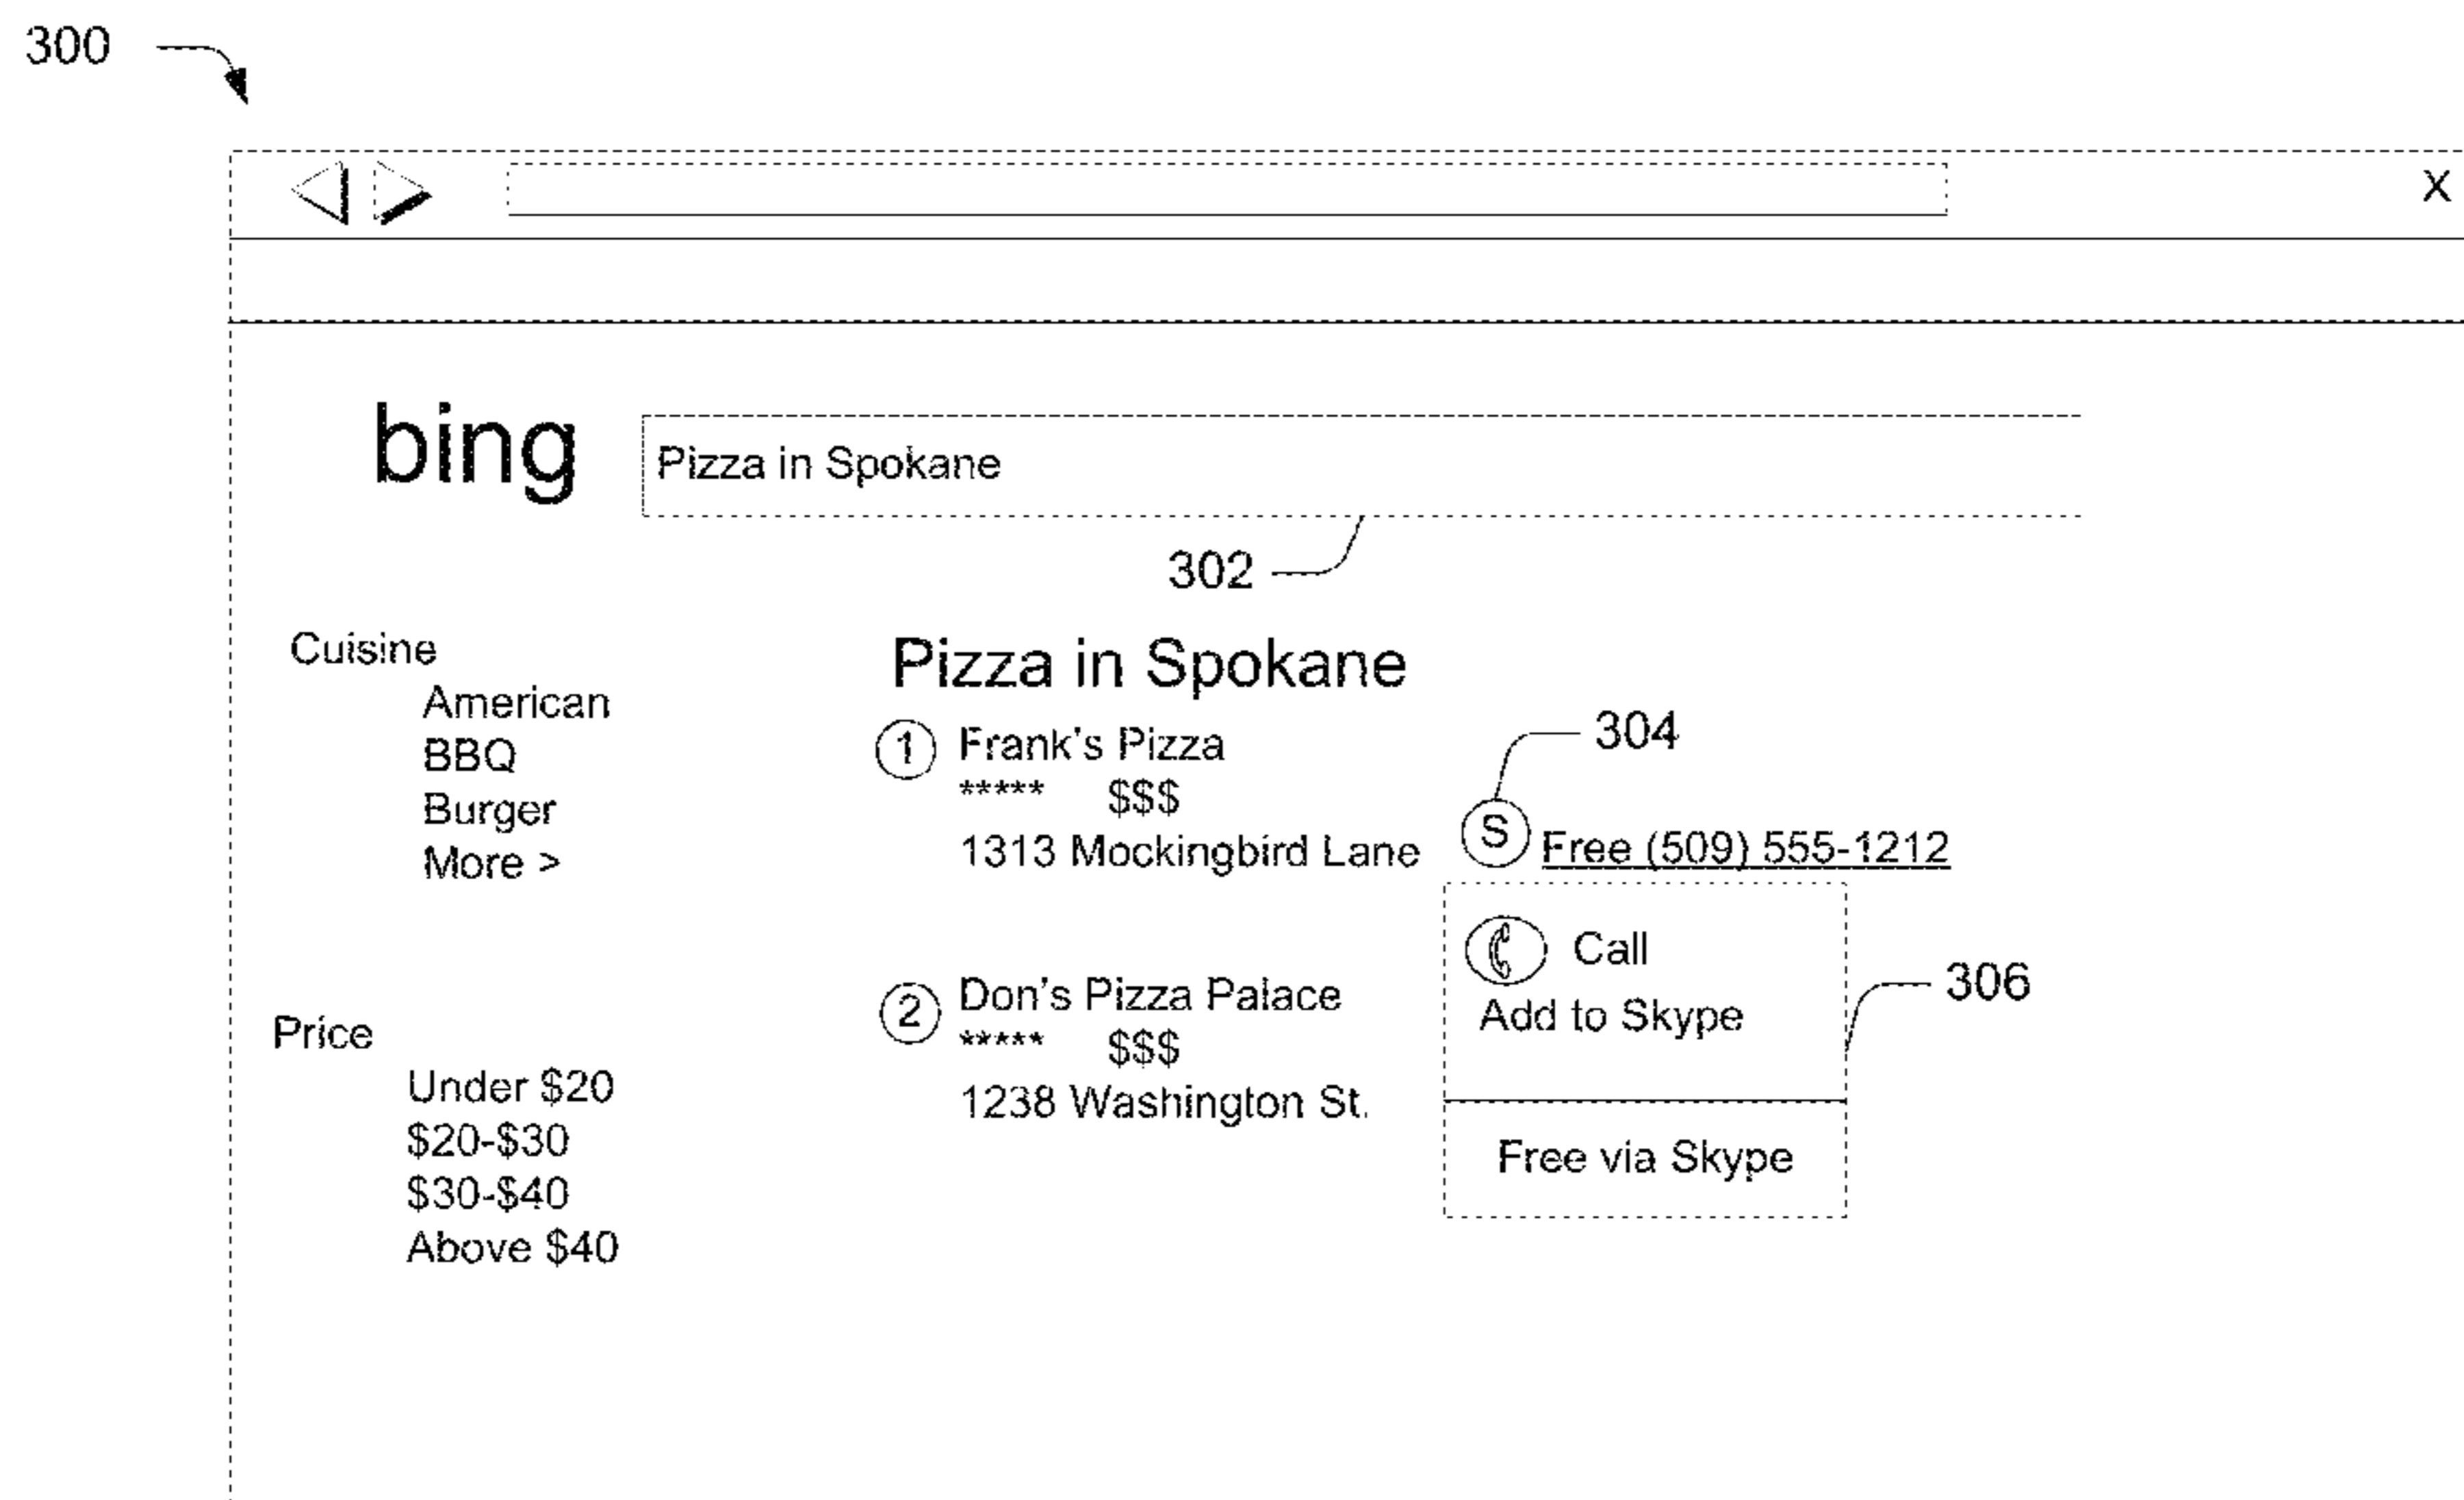 300
X
bing
Pizza in Spokane
302
Cuisine
American
BBQ
Burger
More >
Price
Under $20
$20-$30
$30-$40
Above $40
Pizza in Spokane
1 Frank's Pizza
***** $$$
1313 Mockingbird Lane
304
S Free (509) 555-1212
Call
Add to Skype
306
Free via Skype
2 Don's Pizza Palace
***** $$$
1238 Washington St.